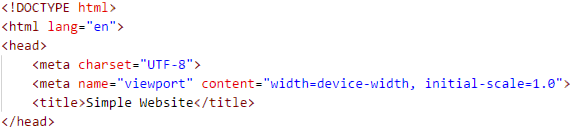 <!DOCTYPE html>
<html lang="en">
<head>
    <meta charset="UTF-8">
    <meta name="viewport" content="width=device-width, initial-scale=1.0">
    <title>Simple Website</title>
</head>